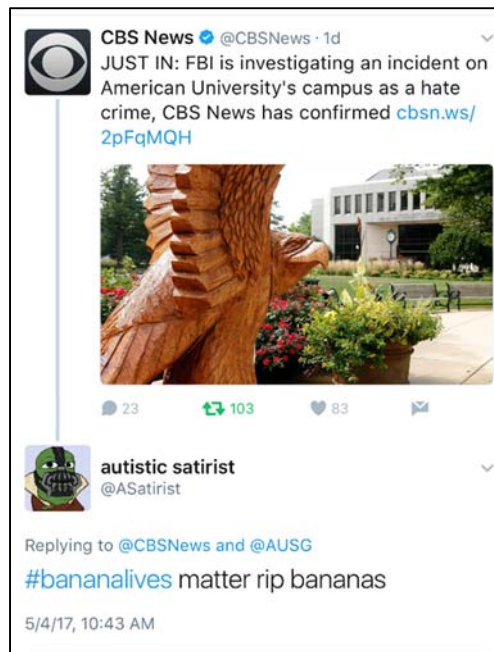 CBS News @CBSNews · 1d
JUST IN: FBI is investigating an incident on
American University's campus as a hate
crime, CBS News has confirmed cbsn.ws/
2pFqMQH
23 103 83
autistic satirist
@ASatirist
Replying to @CBSNews and @AUSG
#bananalives matter rip bananas
5/4/17, 10:43 AM